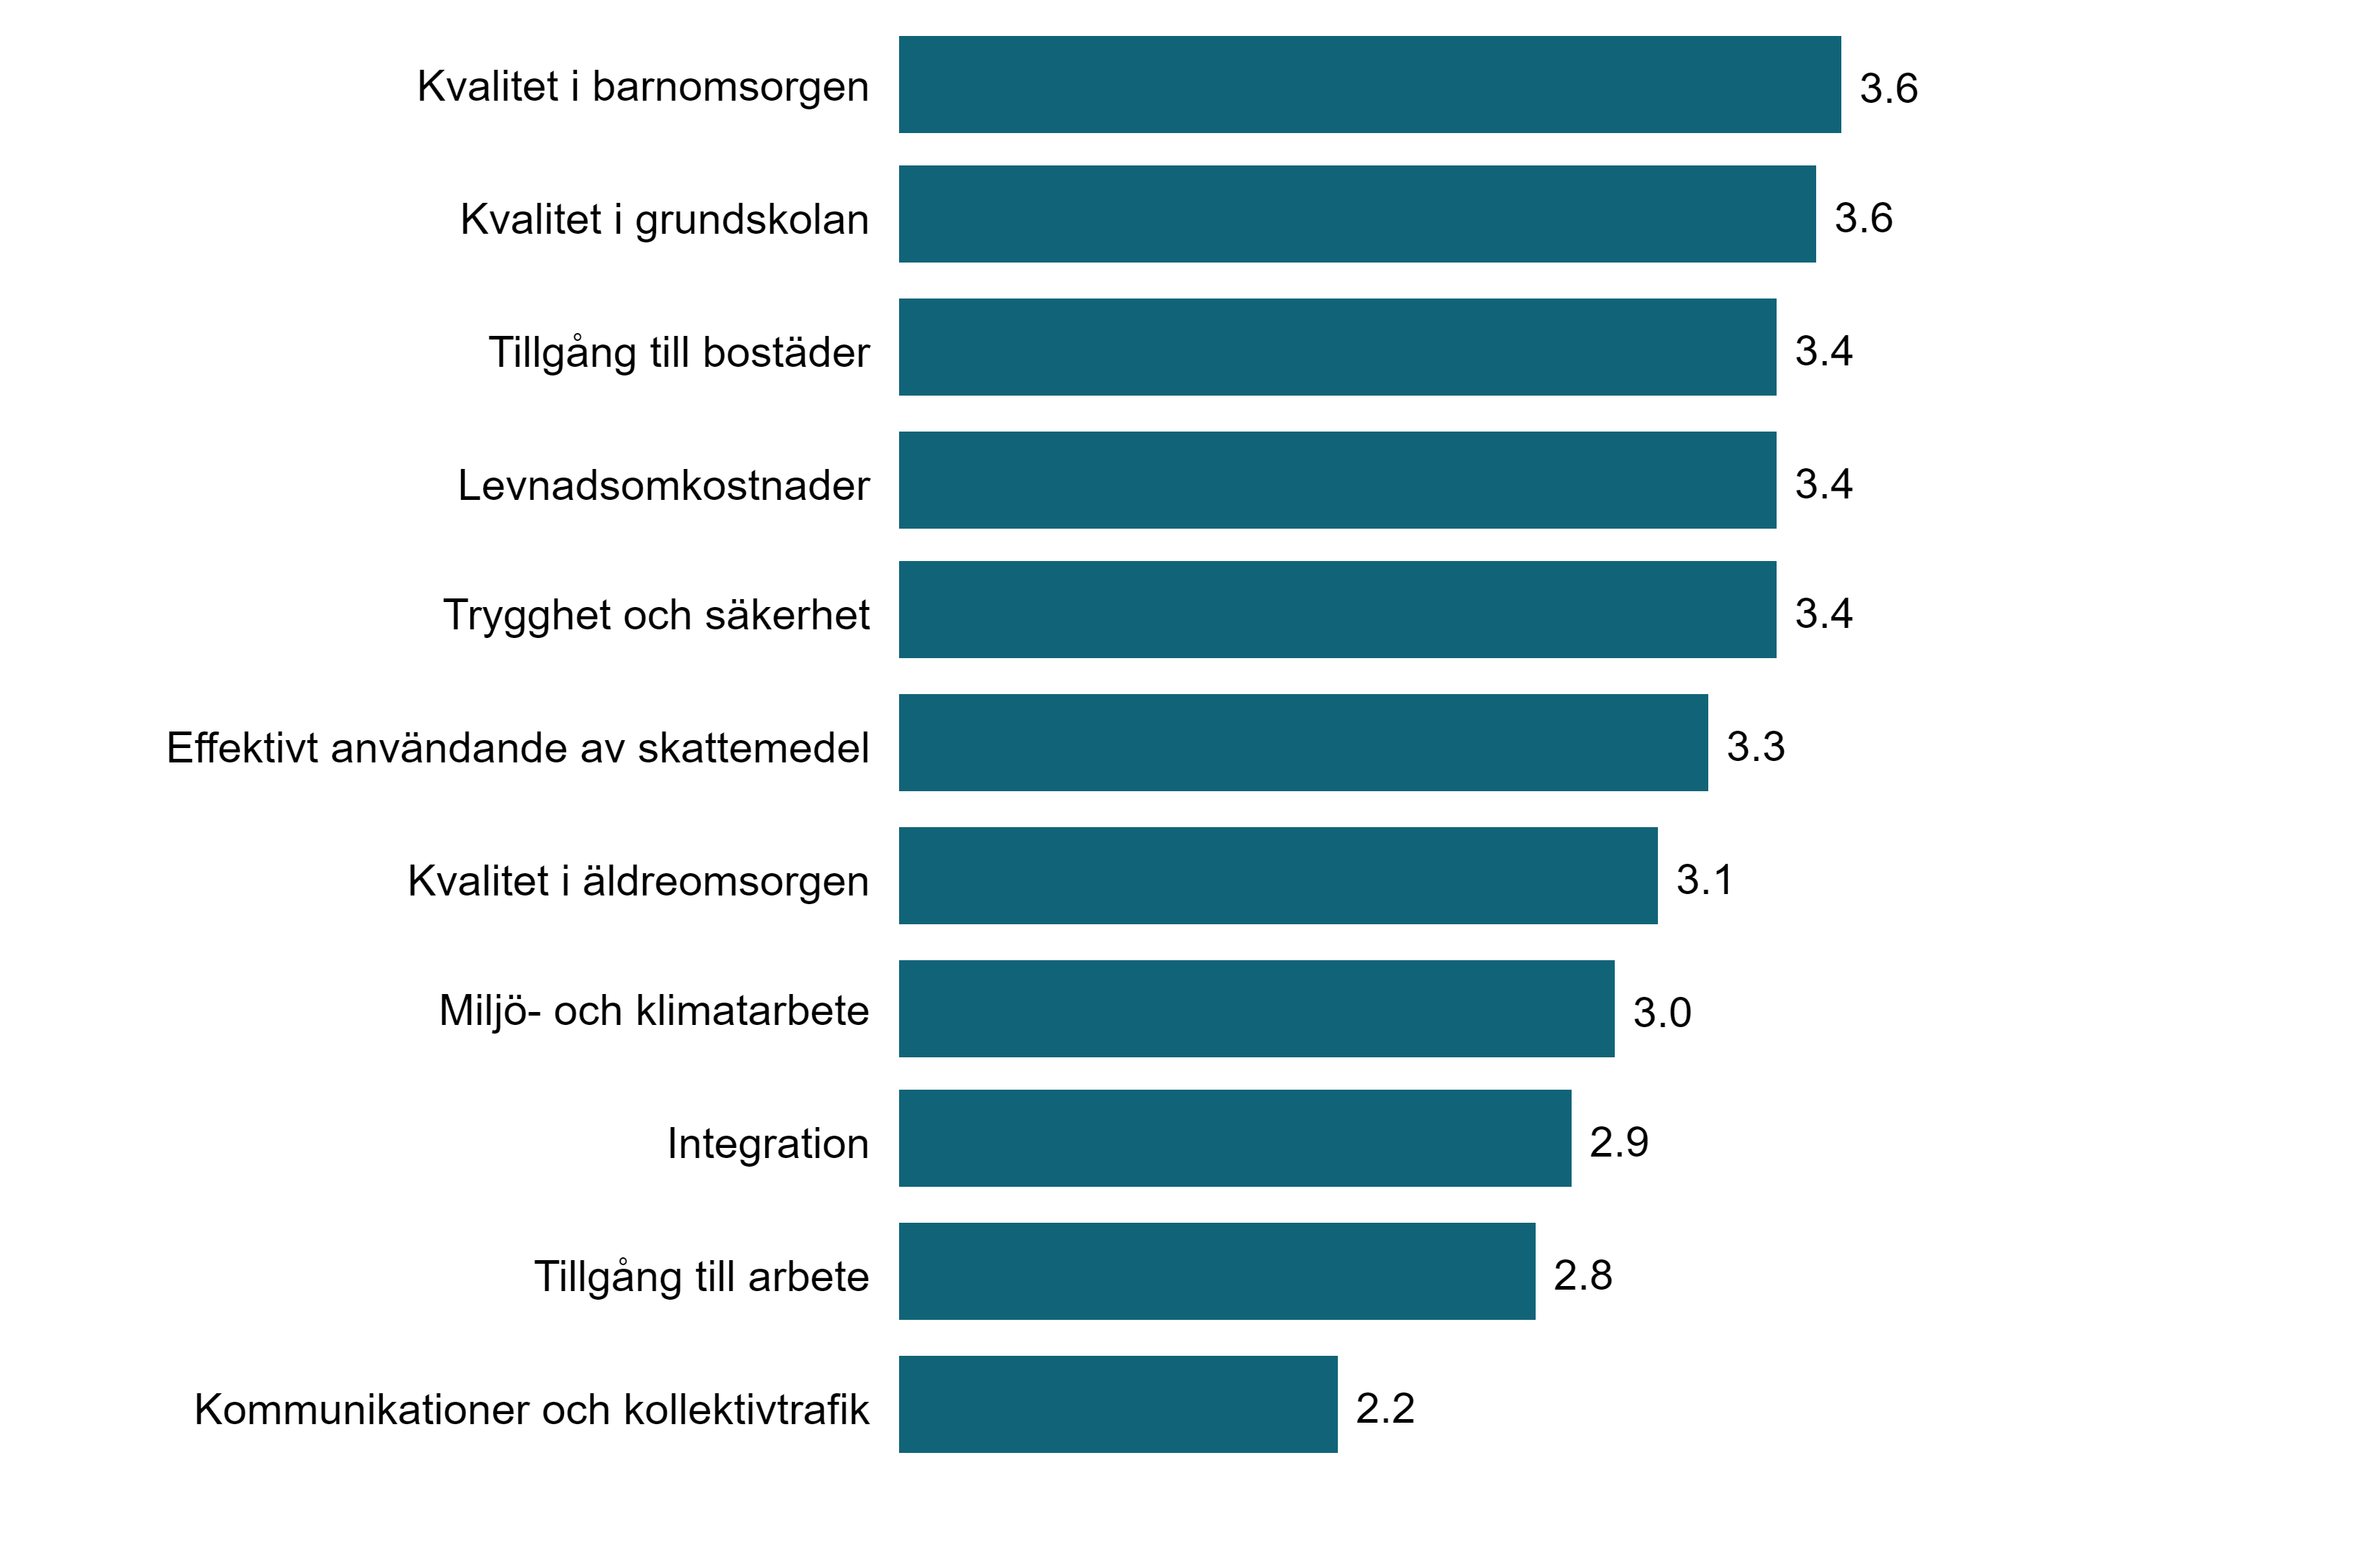 Kvalitet i barnomsorgen 3.6
Kvalitet i grundskolan 3.6
Tillgång till bostäder 3.4
Levnadsomkostnader 3.4
Trygghet och säkerhet 3.4
Effektivt användande av skattemedel 3.3
Kvalitet i äldreomsorgen 3.1
Miljö- och klimatarbete 3.0
Integration 2.9
Tillgång till arbete 2.8
Kommunikationer och kollektivtrafik 2.2